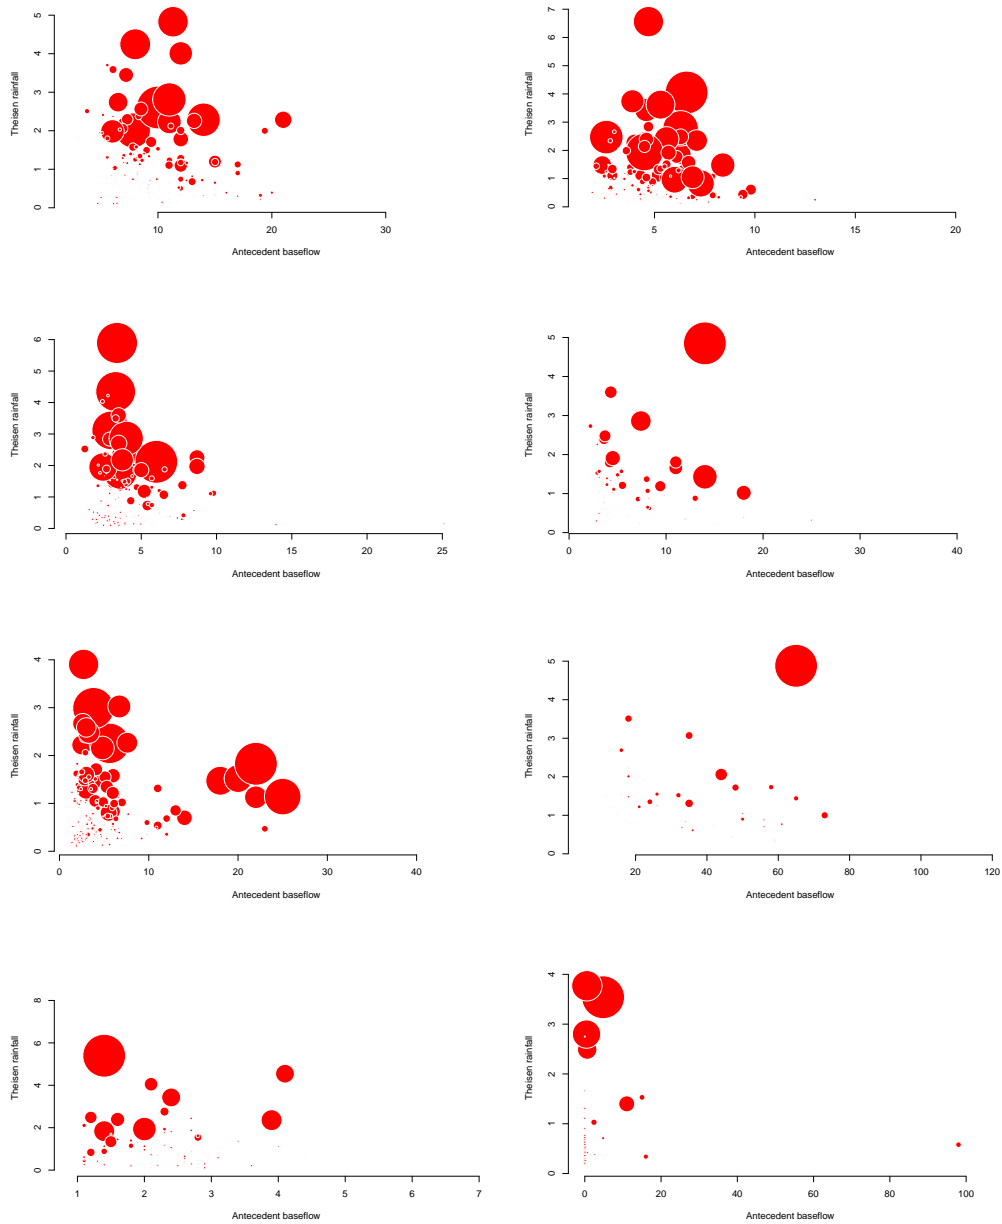 Theisen rainfall
5
4
3
2
1
0
10 20 30
Antecedent baseflow
Theisen rainfall
7
6
5
4
3
2
1
0
5 10 15 20
Antecedent baseflow
Theisen rainfall
6
5
4
3
2
1
0
0 5 10 15 20 25
Antecedent baseflow
Theisen rainfall
5
4
3
2
1
0
0 10 20 30 40
Antecedent baseflow
Theisen rainfall
4
3
2
1
0
0 10 20 30 40
Antecedent baseflow
Theisen rainfall
5
4
3
2
1
0
20 40 60 80 100 120
Antecedent baseflow
Theisen rainfall
8
6
4
2
0
1 2 3 4 5 6 7
Antecedent baseflow
Theisen rainfall
4
3
2
1
0
0 20 40 60 80 100
Antecedent baseflow